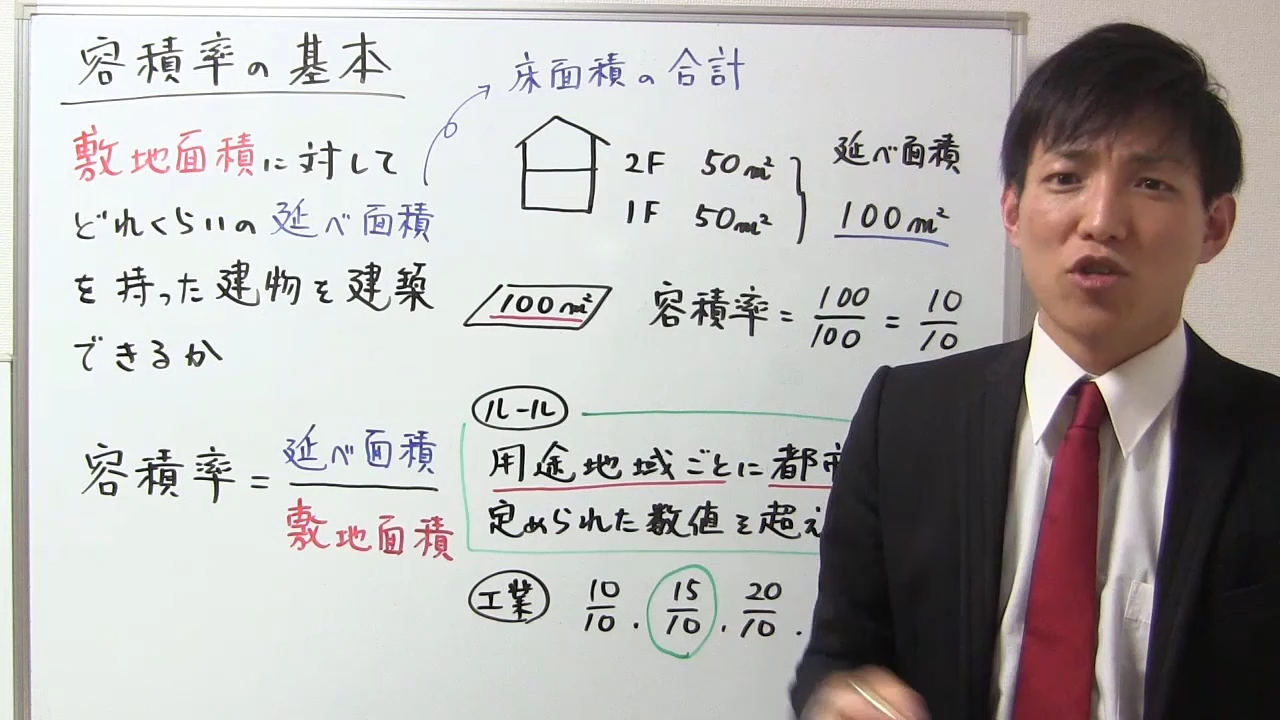 容積率の基本
敷地面積に対して
どれくらいの延べ面積
を持った建物を建築
できるか
容積率 = 延べ面積
敷地面積
床面積の合計
2F 50㎡
1F 50㎡
延べ面積
100㎡
100㎡
容積率 = 100/100 = 10/10
ルール
用途地域ごとに都市
定められた数値を超え
工業 10/10 . 15/10 . 20/10 .